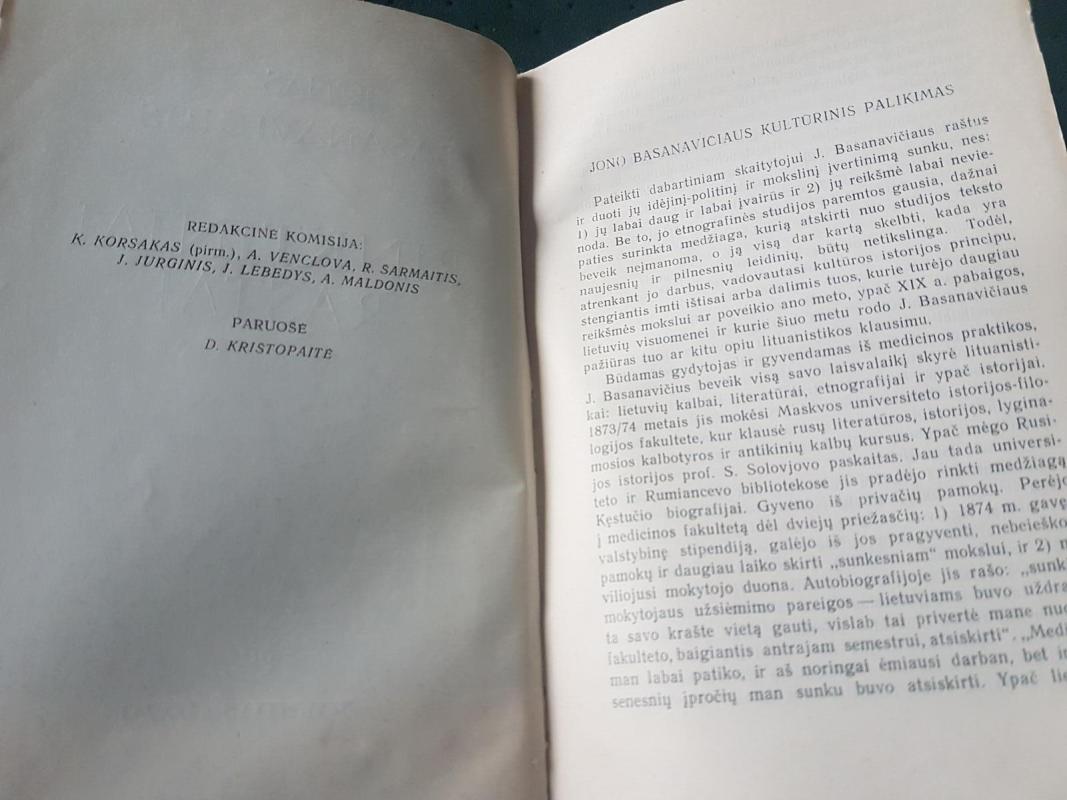 REDAKCINĖ KOMISIJA:
K. KORSAKAS (pirm.), A. VENCLOVA, R. ŠARMAITIS,
J. JURGINIS, J. LEBEDYS, A. MALDONIS
PARUOŠĖ
D. KRISTOPAITĖ
JONO BASANAVIČIAUS KULTŪRINIS PALIKIMAS
Pateikti dabartiniam skaitytojui J. Basanavičiaus raštus
ir duoti jų idėjinį-politinį ir mokslinį įvertinimą sunku, nes:
1) jų labai daug ir labai įvairūs ir 2) jų reikšmė labai nevie-
noda. Be to, jo etnografinės studijos paremtos gausia, dažnai
paties surinkta medžiaga, kurią atskirti nuo studijos teksto
beveik neįmanoma, o ją visą dar kartą skelbti, kada yra
naujesnių ir pilnesnių leidinių, būtų netikslinga. Todėl,
atrenkant jo darbus, vadovautasi kultūros istorijos principu,
stengiantis imti ištisai arba dalimis tuos, kurie turėjo daugiau
reikšmės mokslui ar poveikio ano meto, ypač XIX a. pabaigos,
lietuvių visuomenei ir kurie šiuo metu rodo J. Basanavičiaus
pažiūras tuo ar kitu opiu lituanistikos klausimu.
Būdamas gydytojas ir gyvendamas iš medicinos praktikos,
J. Basanavičius beveik visą savo laisvalaikį skyrė lituanisti-
kai: lietuvių kalbai, literatūrai, etnografijai ir ypač istorijai.
1873/74 metais jis mokėsi Maskvos universiteto istorijos-filo-
logijos fakultete, kur klausė rusų literatūros, istorijos, lygina-
mosios kalbotyros ir antikinių kalbų kursus. Ypač mėgo Rusi-
jos istorijos prof. S. Solovjovo paskaitas. Jau tada universi-
teto ir Rumiancevo bibliotekose jis pradėjo rinkti medžiagą
Kęstučio biografijai. Gyveno iš privačių pamokų. Perėjo
į medicinos fakultetą dėl dviejų priežasčių: 1) 1874 m. gavę
valstybinę stipendiją, galėjo iš jos pragyventi, nebeieško
pamokų ir daugiau laiko skirti „sunkesniam“ mokslui, ir 2) n
viliojusi mokytojo duona. Autobiografijoje jis rašo: „sunk
mokytojaus užsiėmimo pareigos — lietuviams buvo uždra
ta savo krašte vietą gauti, vislab tai privertė mane nuo
fakulteto, baigiantis antrajam semestrui, atsiskirti“. „Medi
man labai patiko, ir aš noringai ėmiausi darban, bet ir
senesnių įpročių man sunku buvo atsiskirti. Ypač lie